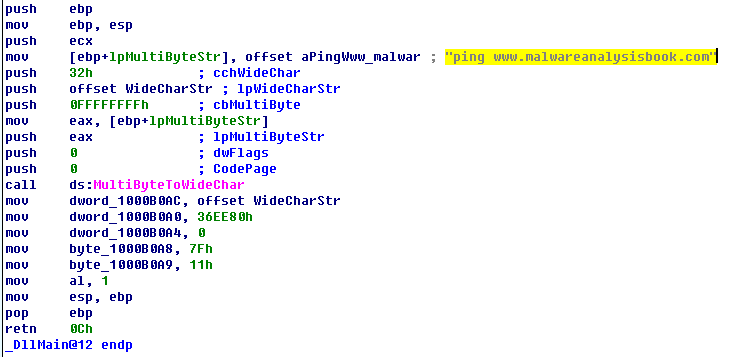 push ebp
mov ebp, esp
push ecx
mov [ebp+lpMultiByteStr], offset aPingWww_malwar ; "ping www.malwareanalysisbook.com"
push 32h ; cchWideChar
push offset WideCharStr ; lpWideCharStr
push 0FFFFFFFFh ; cbMultiByte
mov eax, [ebp+lpMultiByteStr]
push eax ; lpMultiByteStr
push 0 ; dwFlags
push 0 ; CodePage
call ds:MultiByteToWideChar
mov dword_1000B0AC, offset WideCharStr
mov dword_1000B0A0, 36EE80h
mov dword_1000B0A4, 0
mov byte_1000B0A8, 7Fh
mov byte_1000B0A9, 11h
mov al, 1
mov esp, ebp
pop ebp
retn 0Ch
_DllMain@12 endp